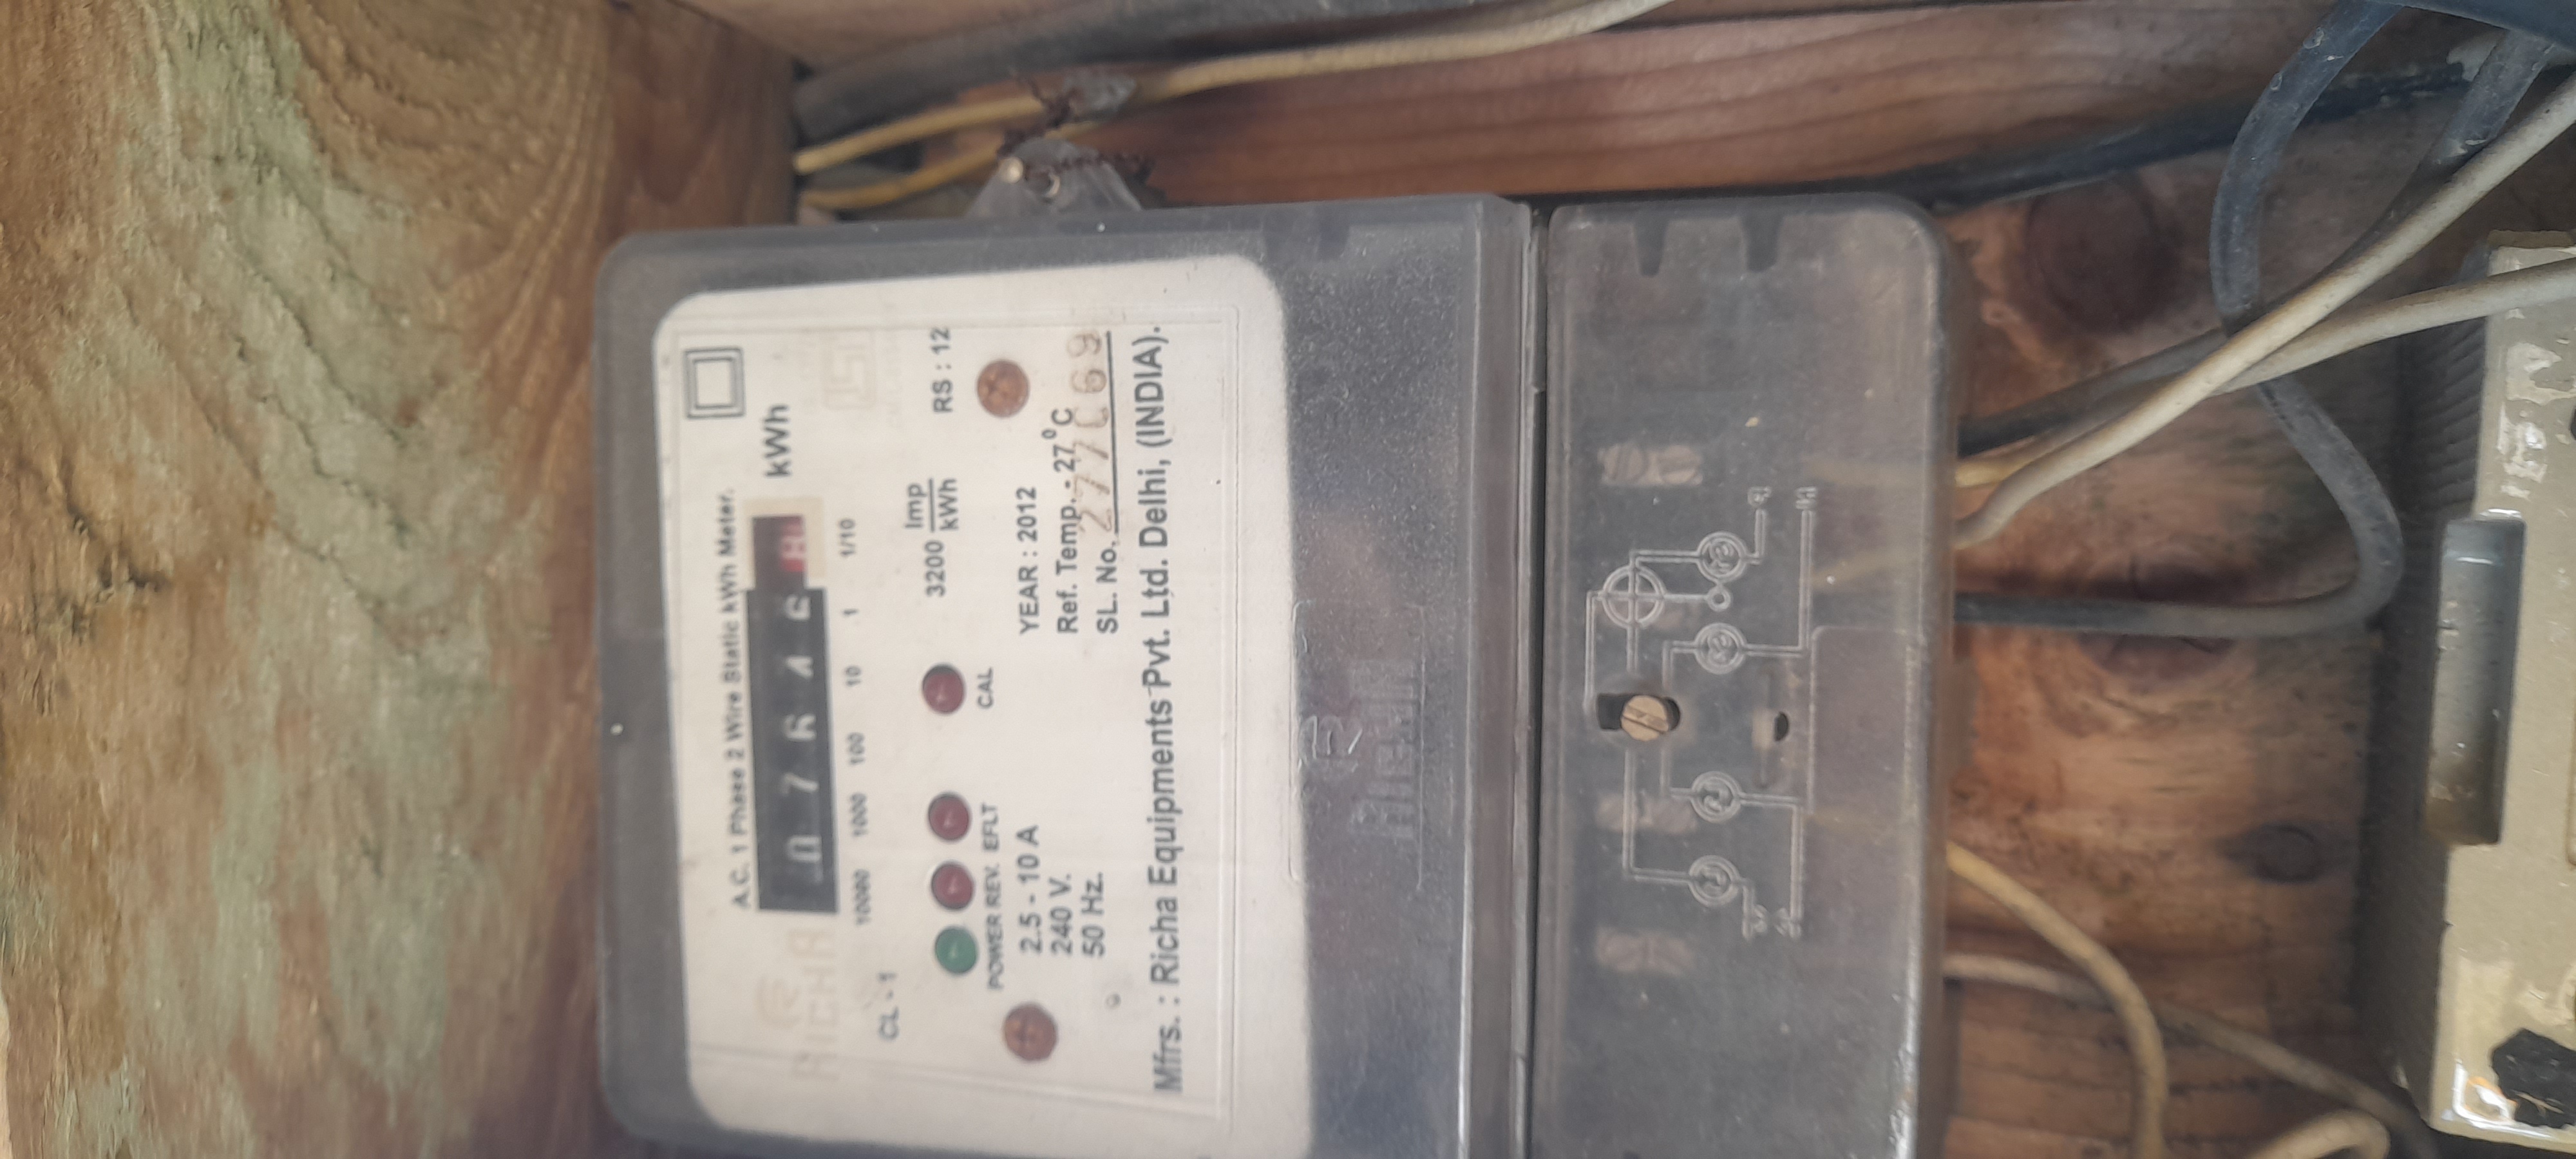 A.C. 1 Phase 2 Wire Static kWh Meter.
RICHA
0 7 6 4 6
kWh
10000 1000 100 10 1 1/10
CL - 1
3200 Imp
kWh
RS : 12
POWER REV. EFLT
CAL
2.5 - 10 A
240 V.
50 Hz.
YEAR : 2012
Ref. Temp. - 27°C
SL. No.
Mfrs. : Richa Equipments Pvt. Ltd. Delhi, (INDIA).